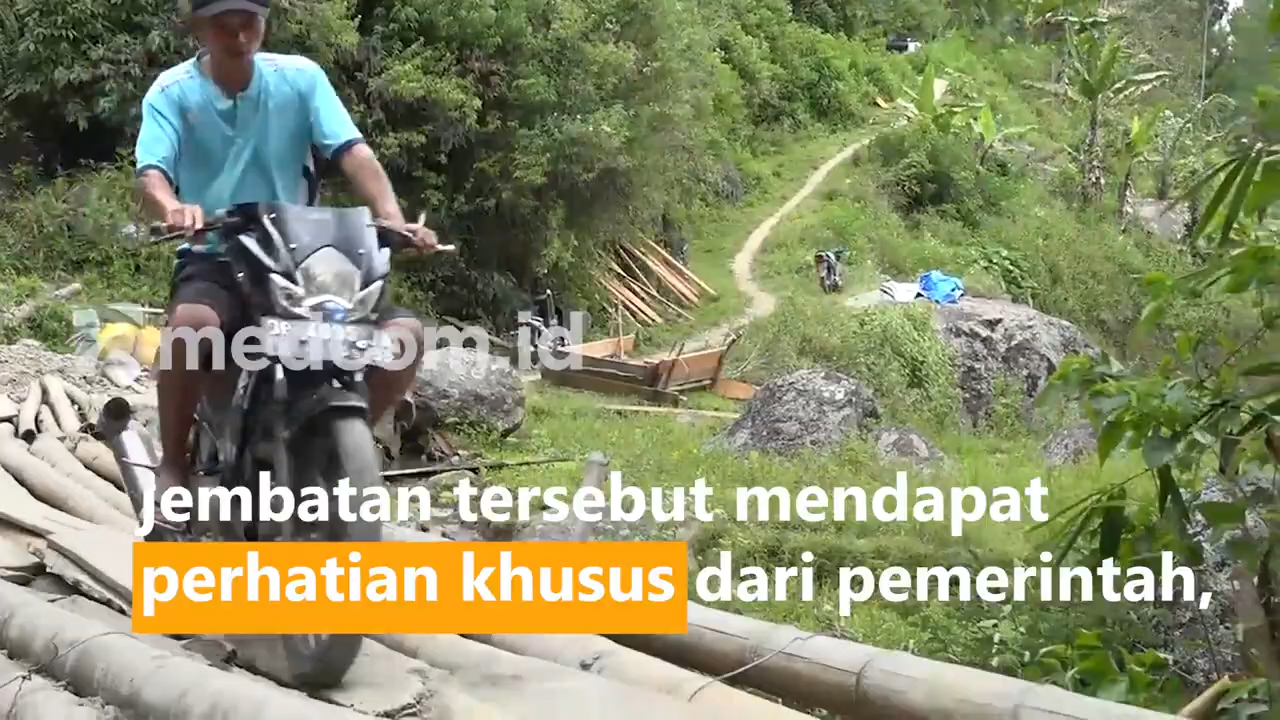 medcom.id
jembatan tersebut mendapat
perhatian khusus dari pemerintah,